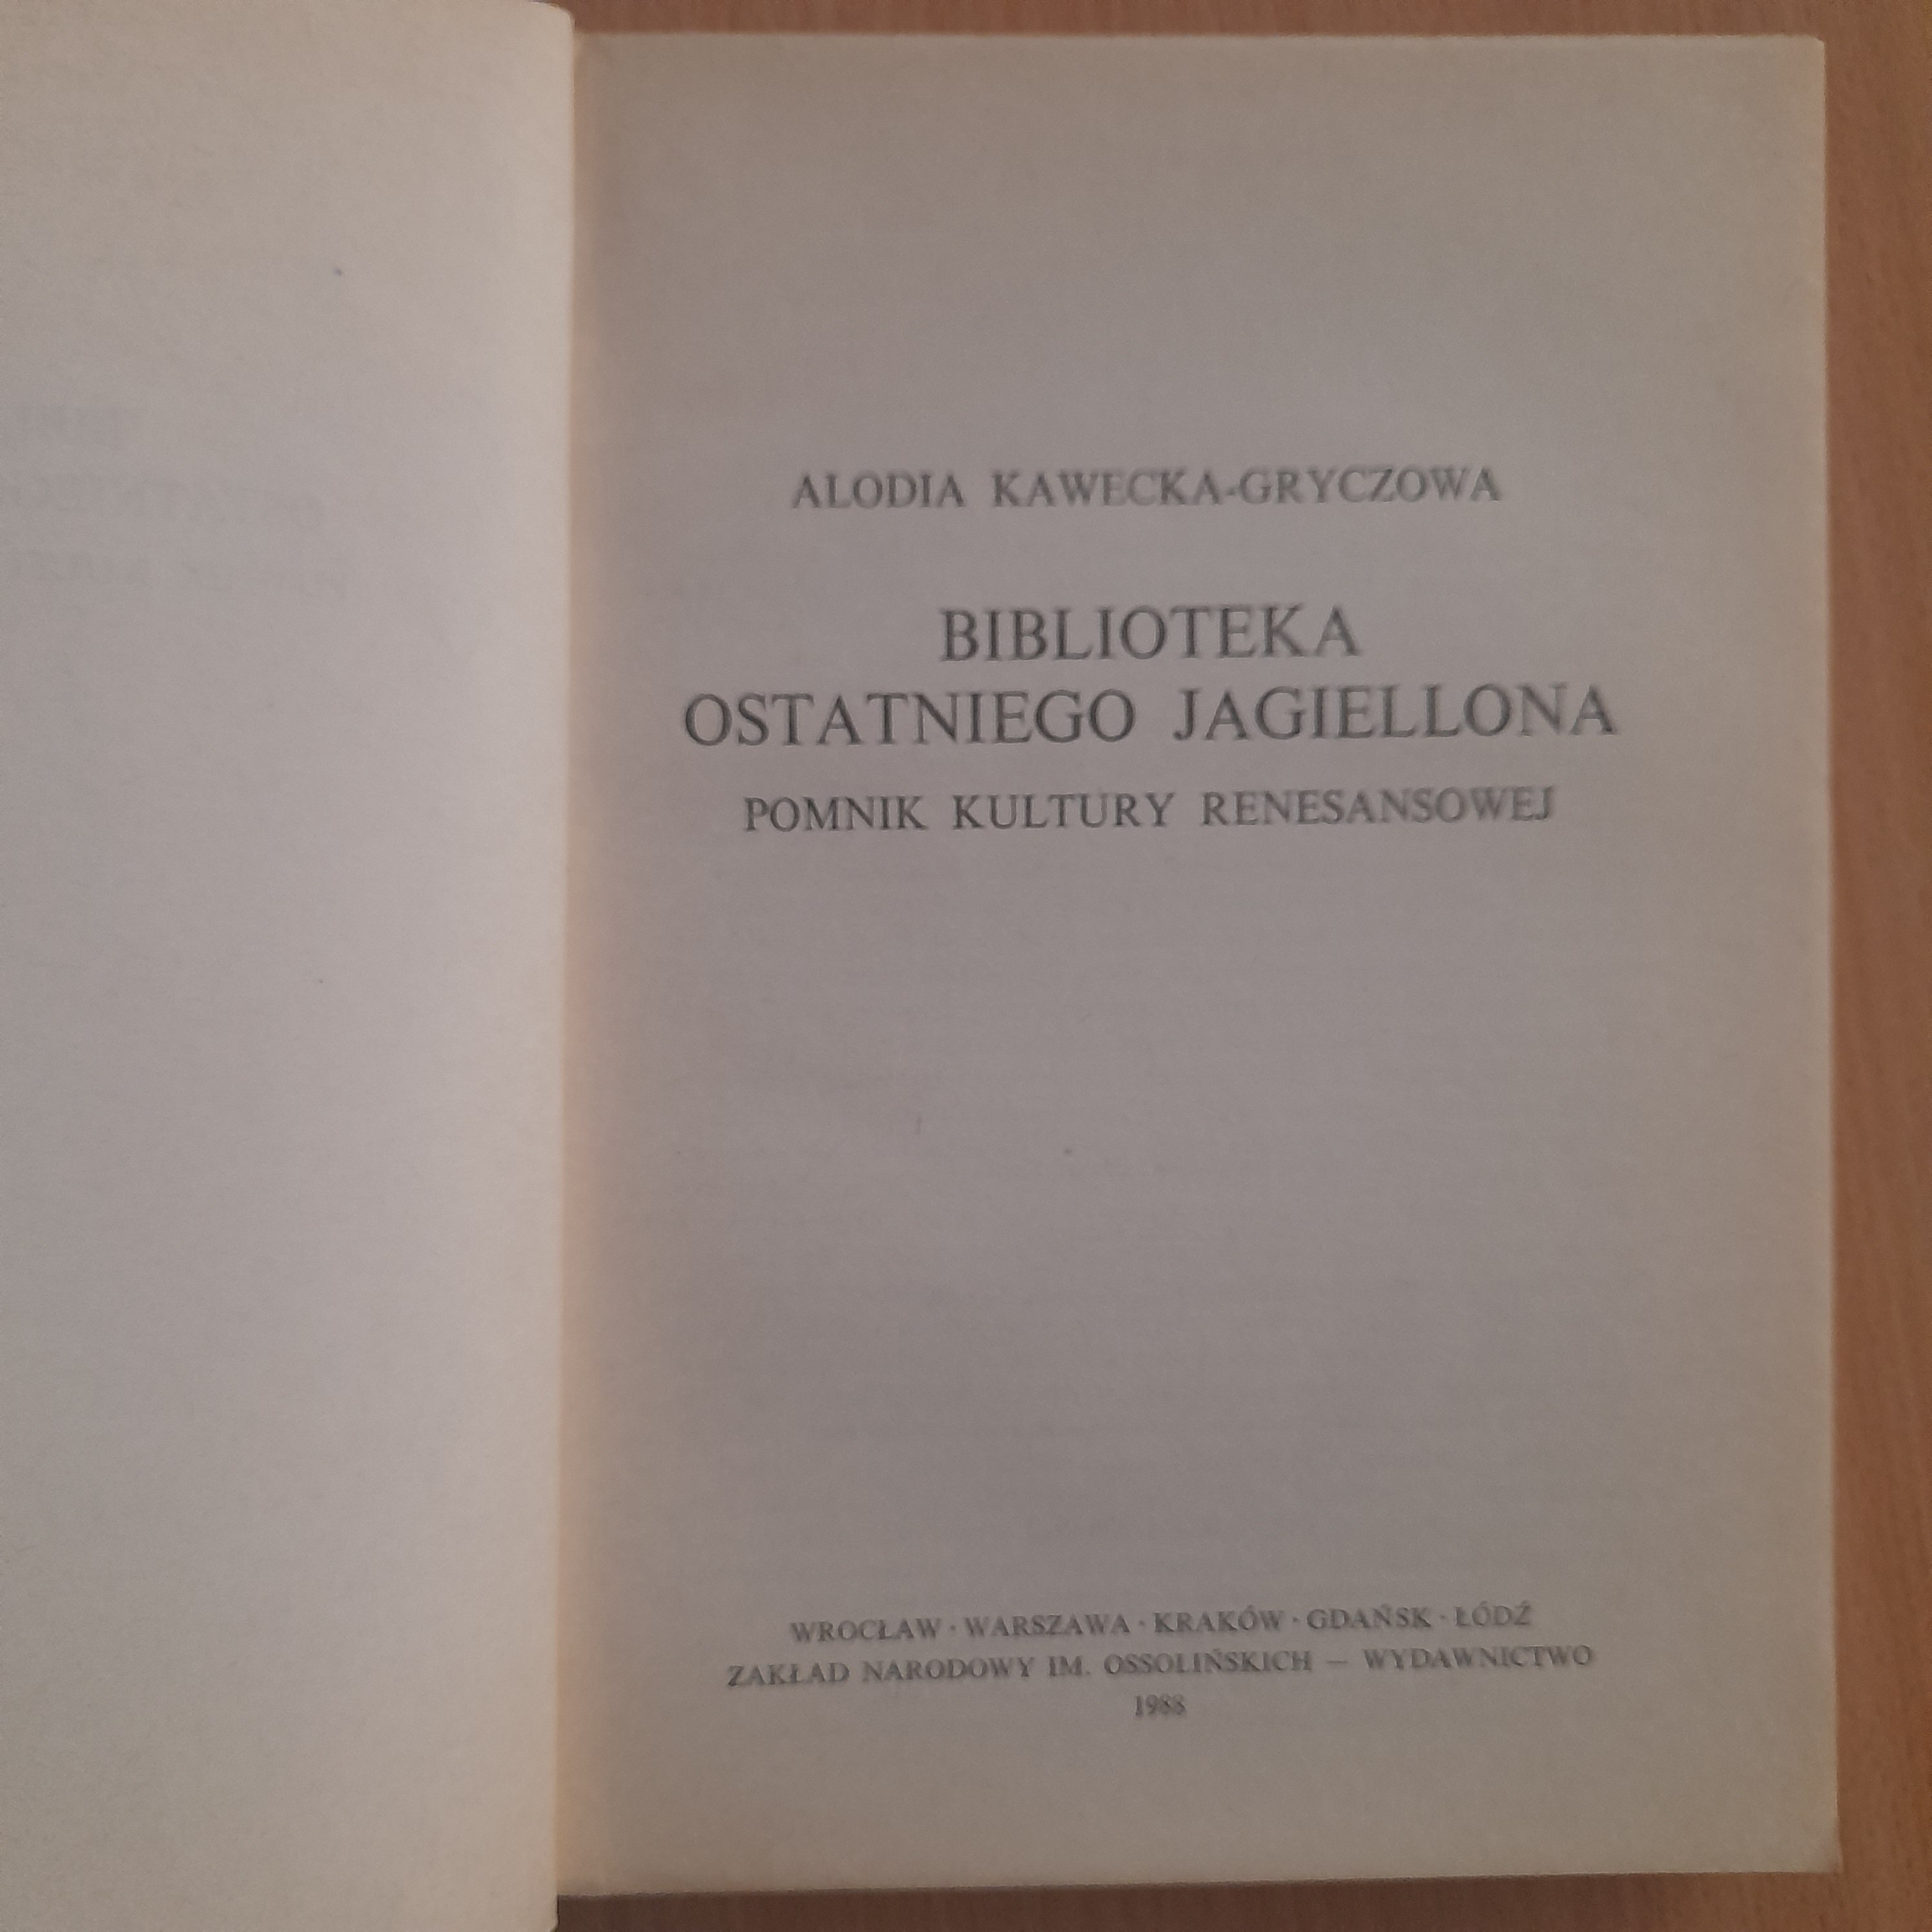 ALODIA KAWECKA-GRYCZOWA
BIBLIOTEKA
OSTATNIEGO JAGIELLONA
POMNIK KULTURY RENESANSOWEJ
WROCŁAW · WARSZAWA · KRAKÓW · GDAŃSK · ŁÓDŹ
ZAKŁAD NARODOWY IM. OSSOLIŃSKICH — WYDAWNICTWO
1988